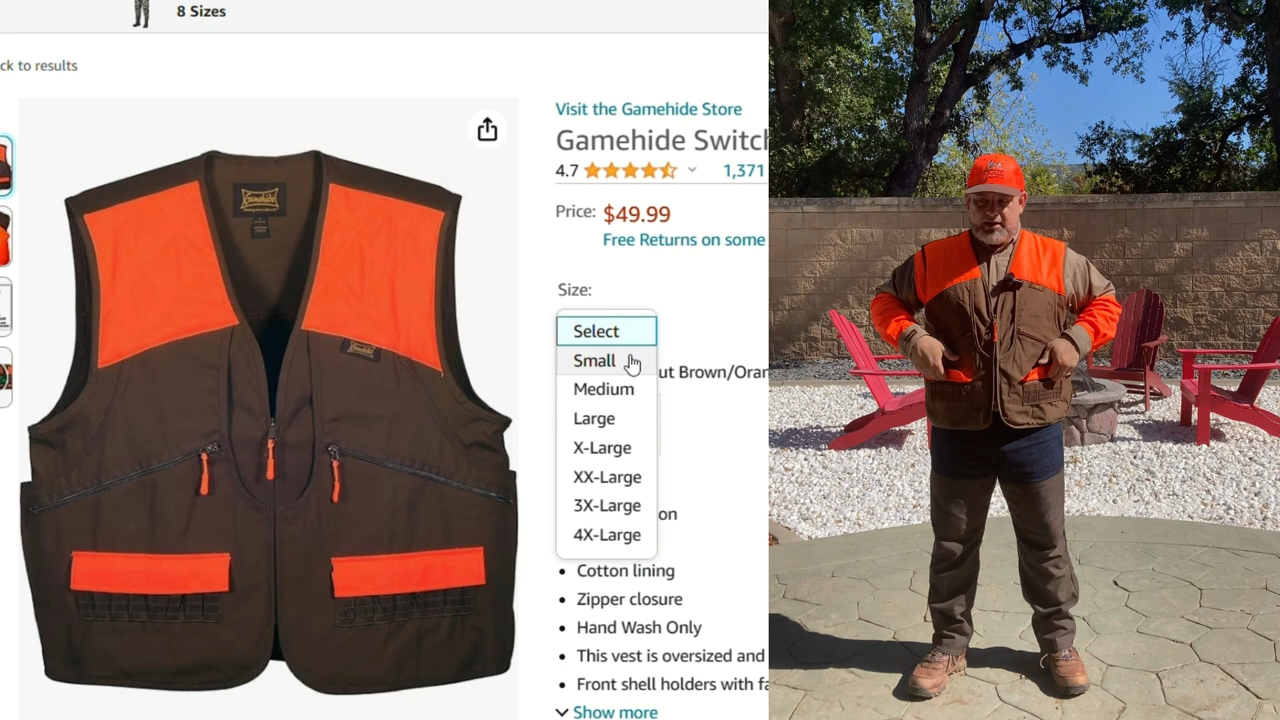 8 Sizes
ck to results
Visit the Gamehide Store
Gamehide Switch
4.7
1,371
Price: $49.99
Free Returns on some
Size:
Select
Small
ut Brown/Oran
Medium
Large
X-Large
XX-Large
3X-Large
on
4X-Large
Cotton lining
Zipper closure
Hand Wash Only
This vest is oversized and
Front shell holders with fa
Show more
Gamehide